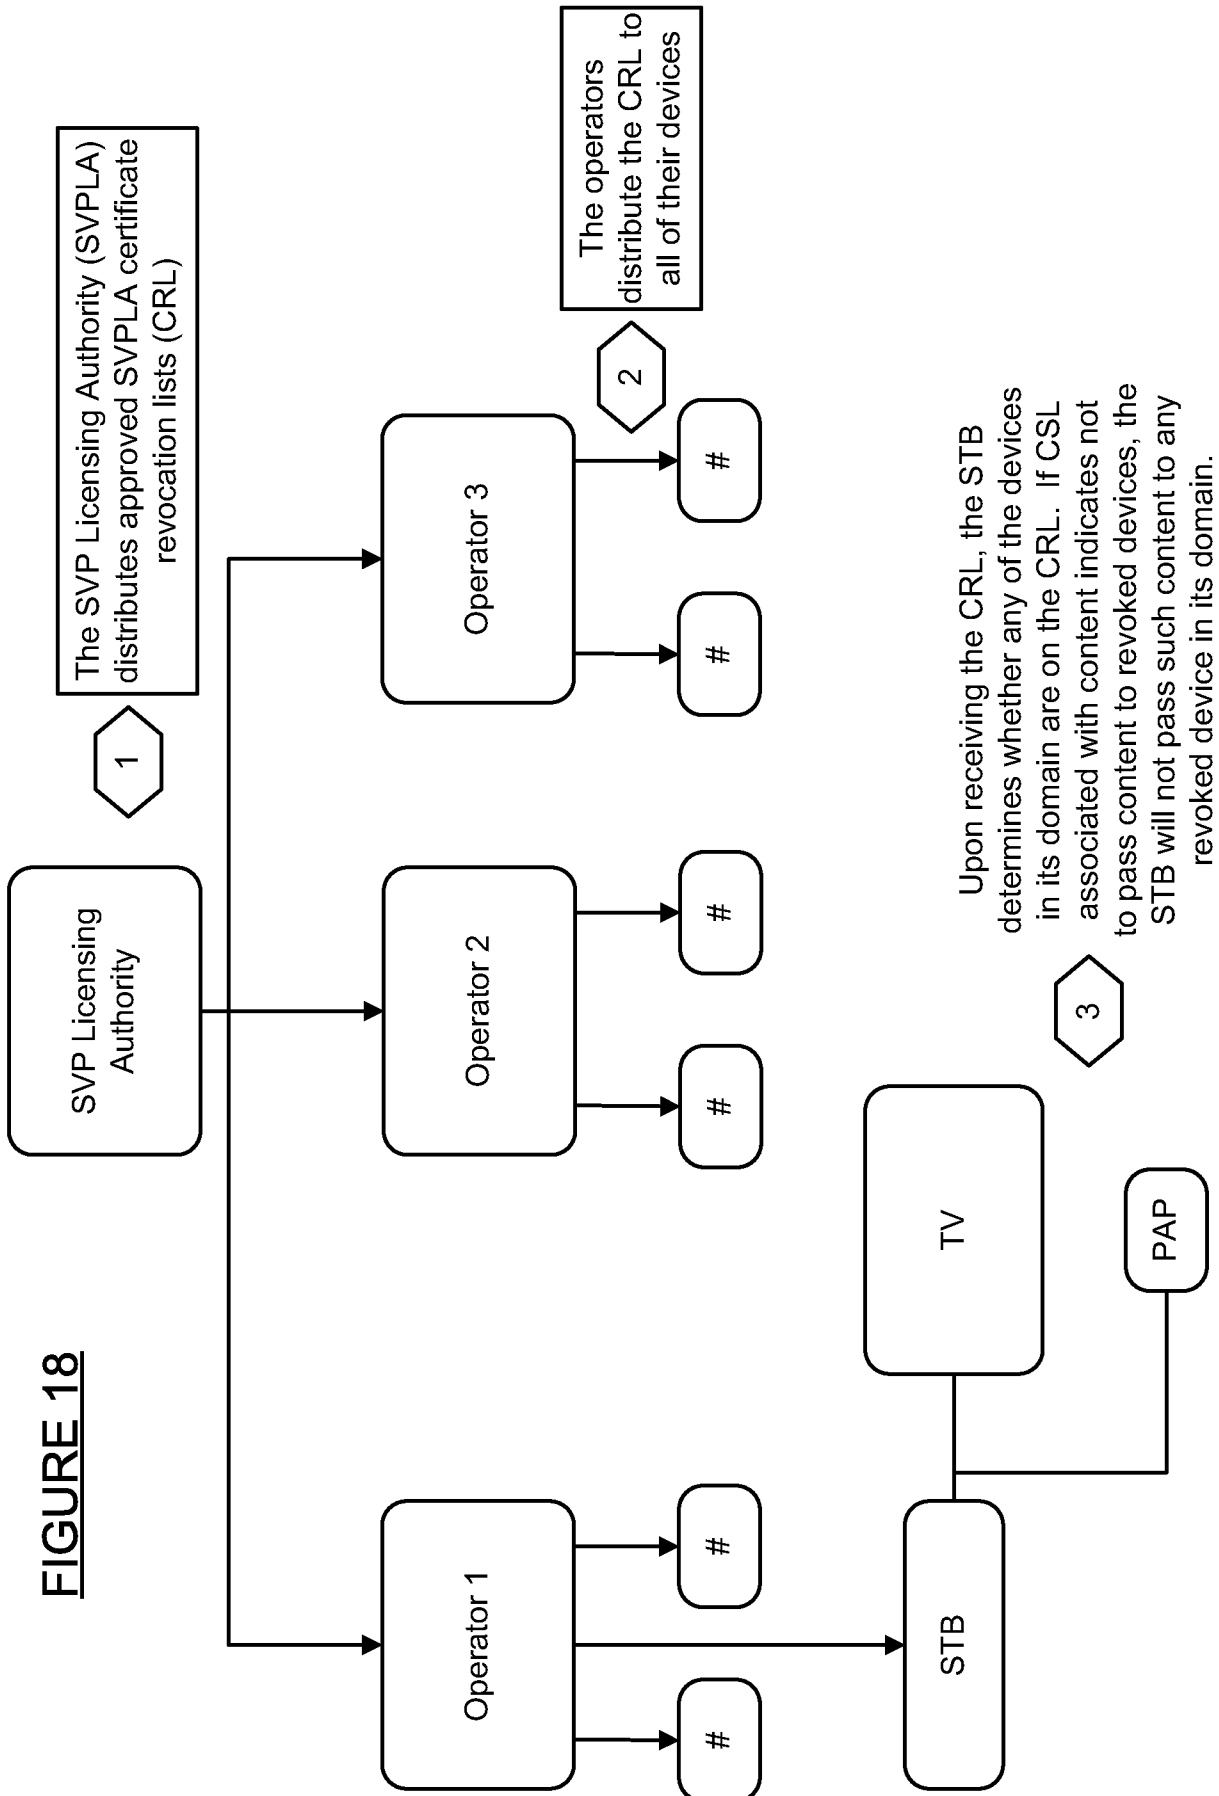 FIGURE 18
SVP Licensing
Authority
1
The SVP Licensing Authority (SVPLA)
distributes approved SVPLA certificate
revocation lists (CRL)
Operator 1
Operator 2
Operator 3
2
The operators
distribute the CRL to
all of their devices
#
#
#
#
#
#
STB
TV
PAP
3
Upon receiving the CRL, the STB
determines whether any of the devices
in its domain are on the CRL. If CSL
associated with content indicates not
to pass content to revoked devices, the
STB will not pass such content to any
revoked device in its domain.